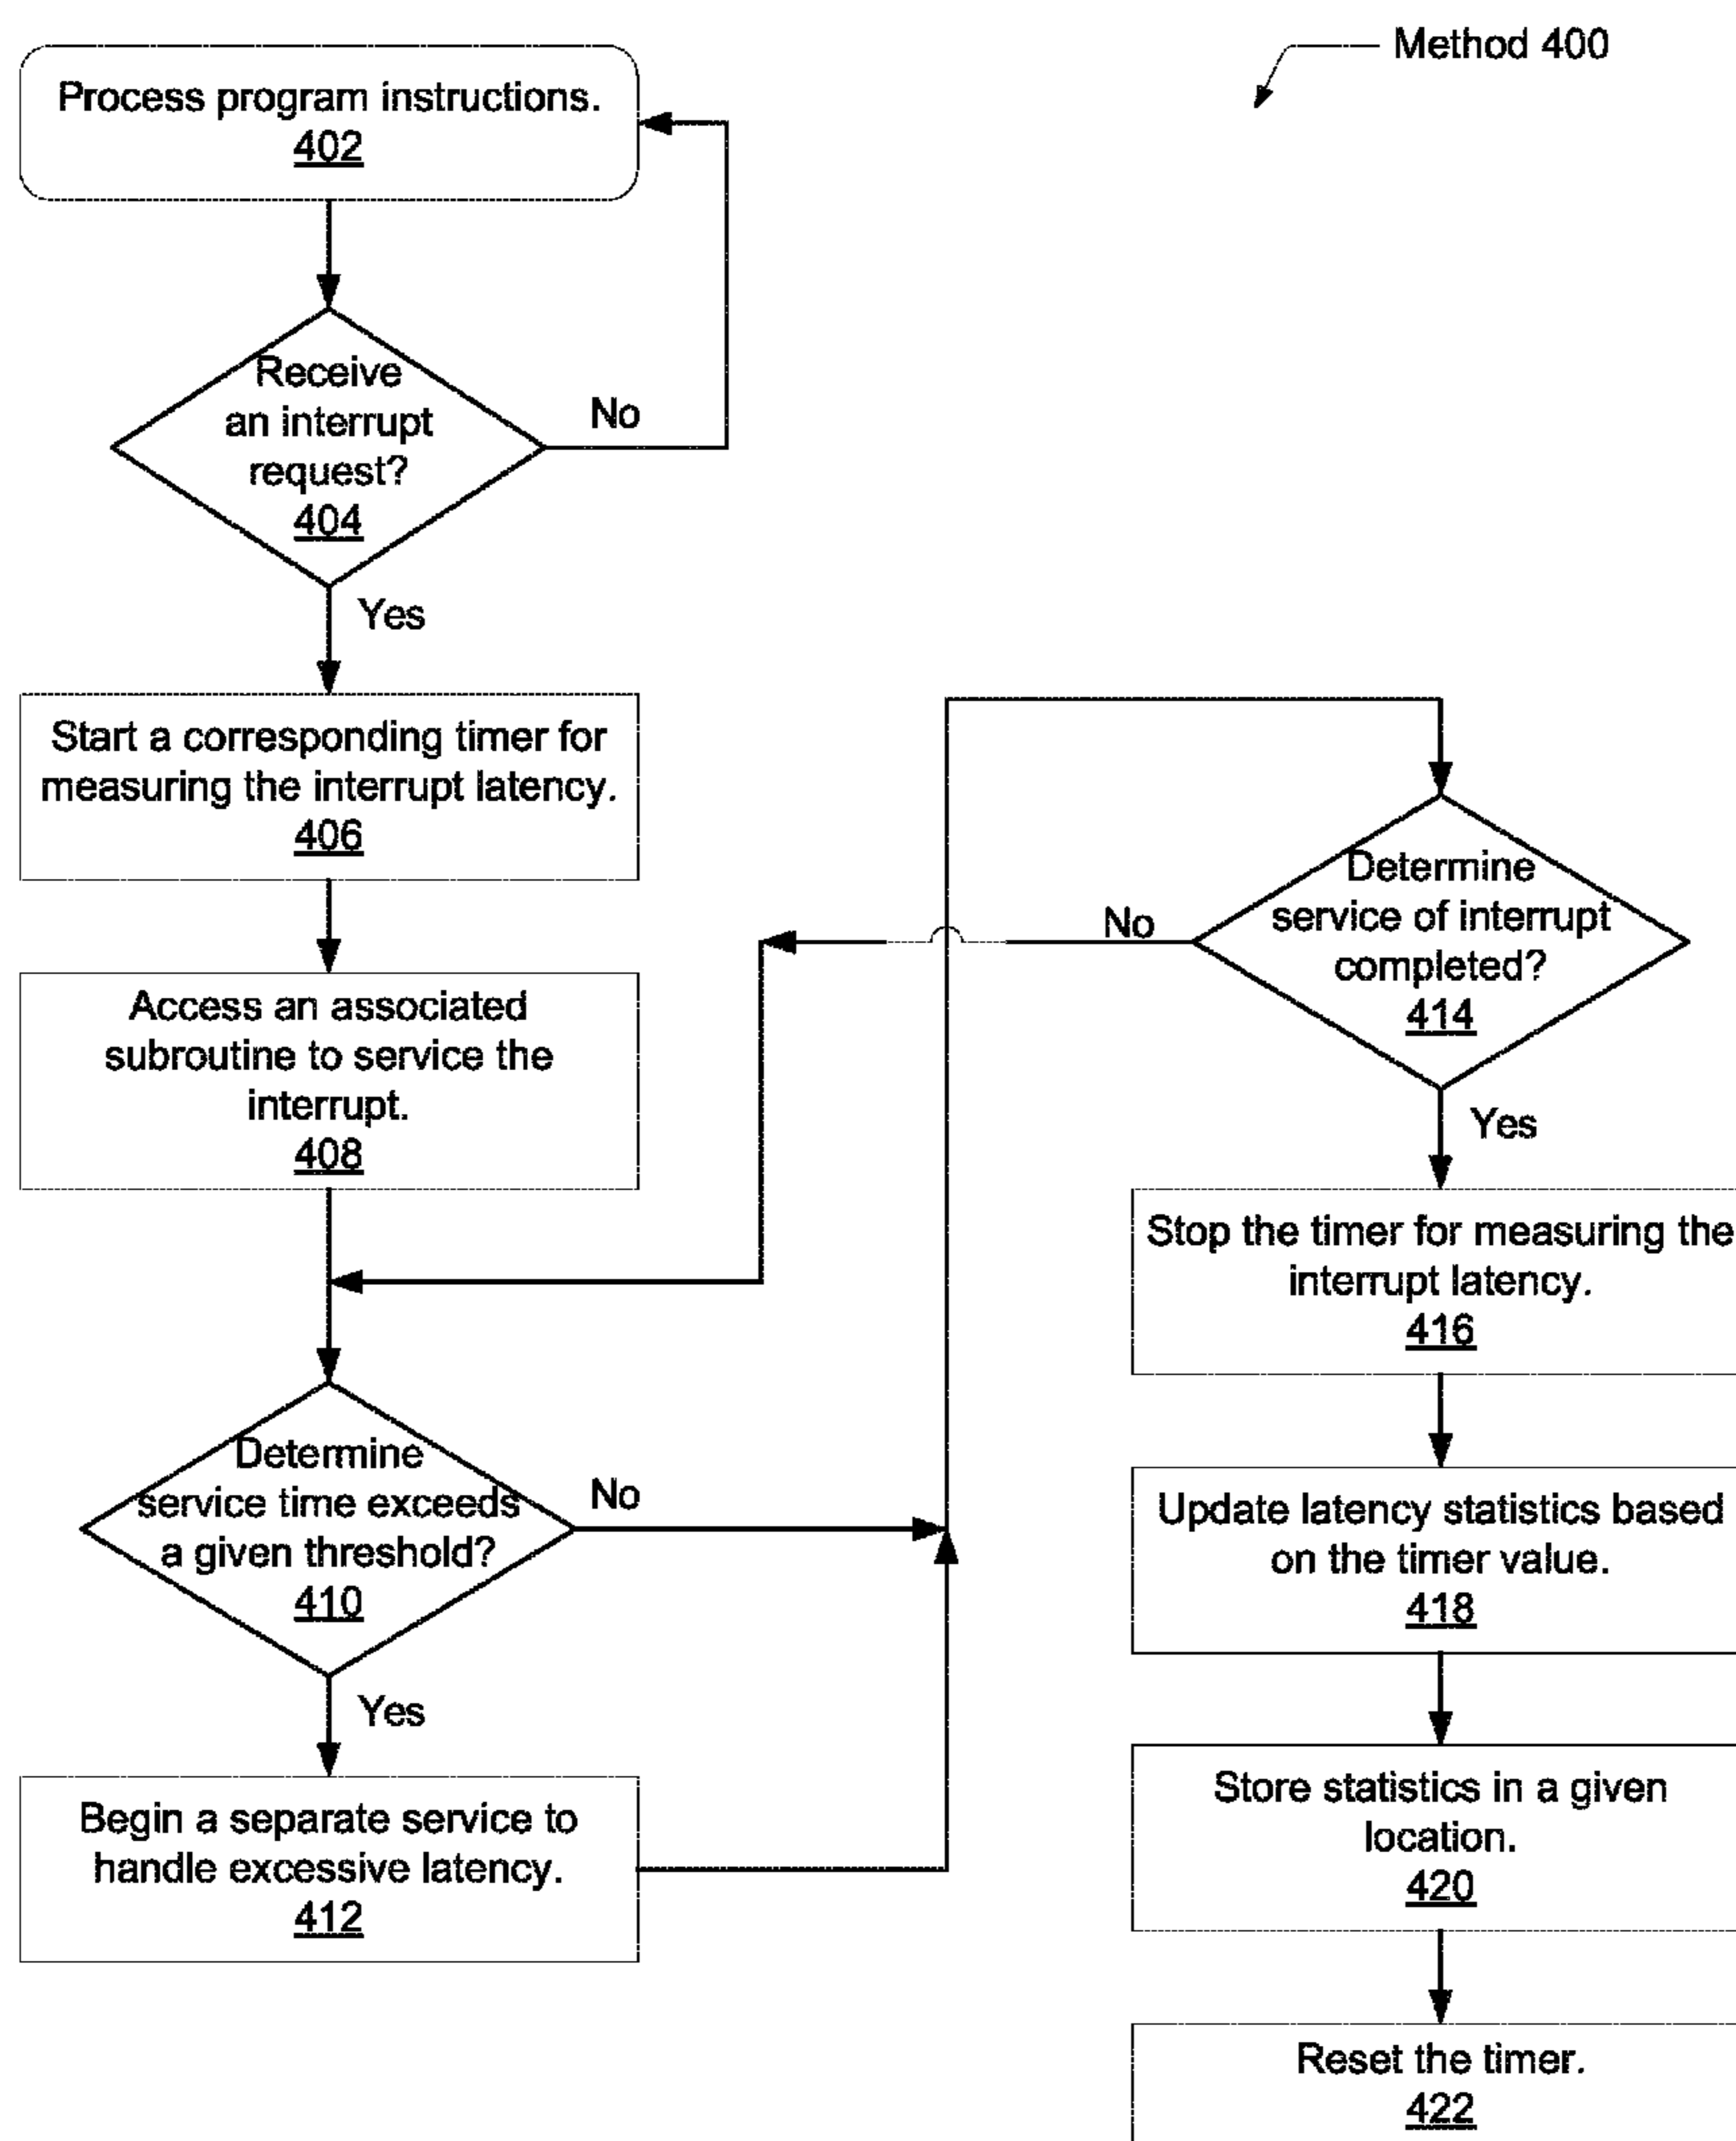 Method 400
Process program instructions.
402
Receive
an interrupt
request?
404
No
Yes
Start a corresponding timer for
measuring the interrupt latency.
406
Access an associated
subroutine to service the
interrupt.
408
Determine
service time exceeds
a given threshold?
410
No
Yes
Begin a separate service to
handle excessive latency.
412
Determine
service of interrupt
completed?
414
No
Yes
Stop the timer for measuring the
interrupt latency.
416
Update latency statistics based
on the timer value.
418
Store statistics in a given
location.
420
Reset the timer.
422